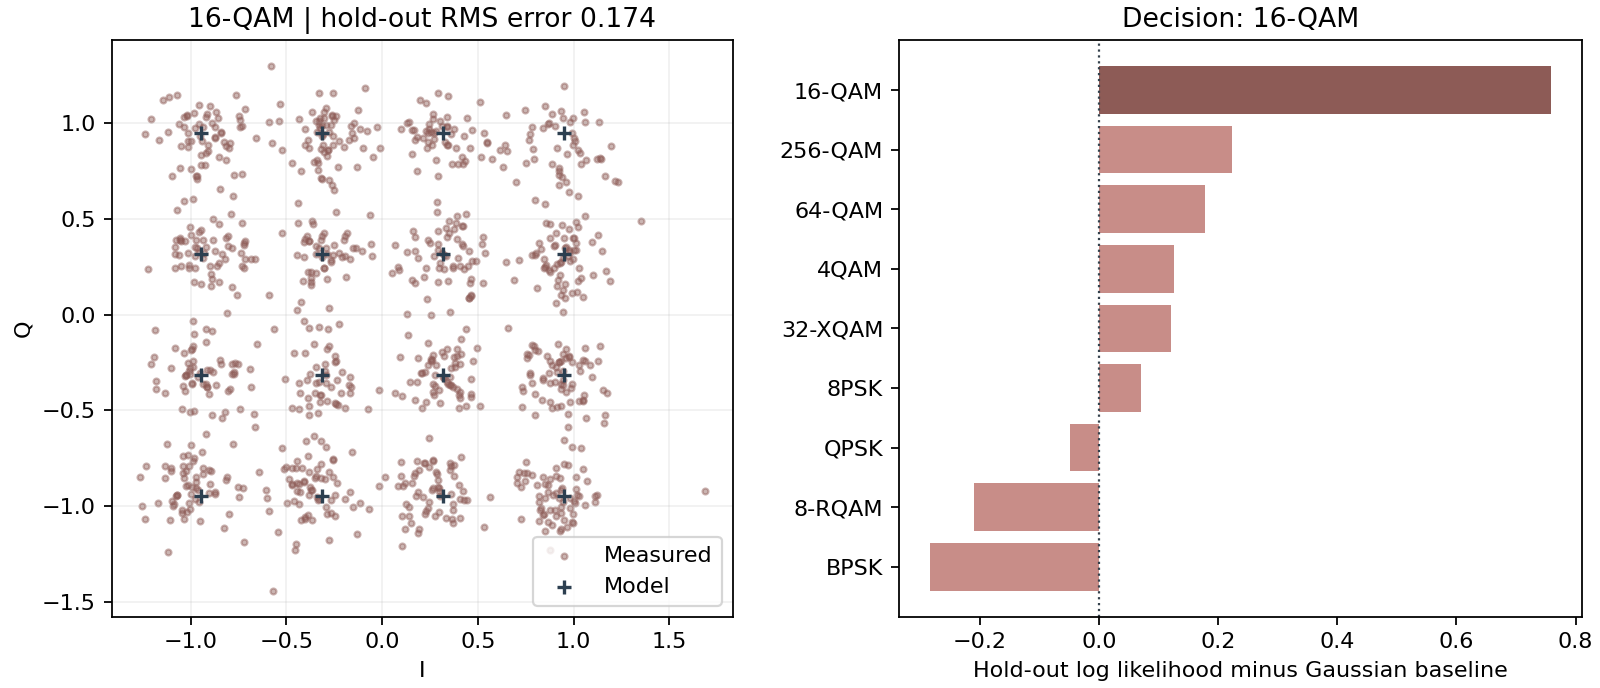 16-QAM | hold-out RMS error 0.174
1.0
0.5
0.0
−0.5
−1.0
−1.5
Q
−1.0
−0.5
0.0
0.5
1.0
1.5
I
Measured
Model
Decision: 16-QAM
16-QAM
256-QAM
64-QAM
4QAM
32-XQAM
8PSK
QPSK
8-RQAM
BPSK
−0.2
0.0
0.2
0.4
0.6
0.8
Hold-out log likelihood minus Gaussian baseline